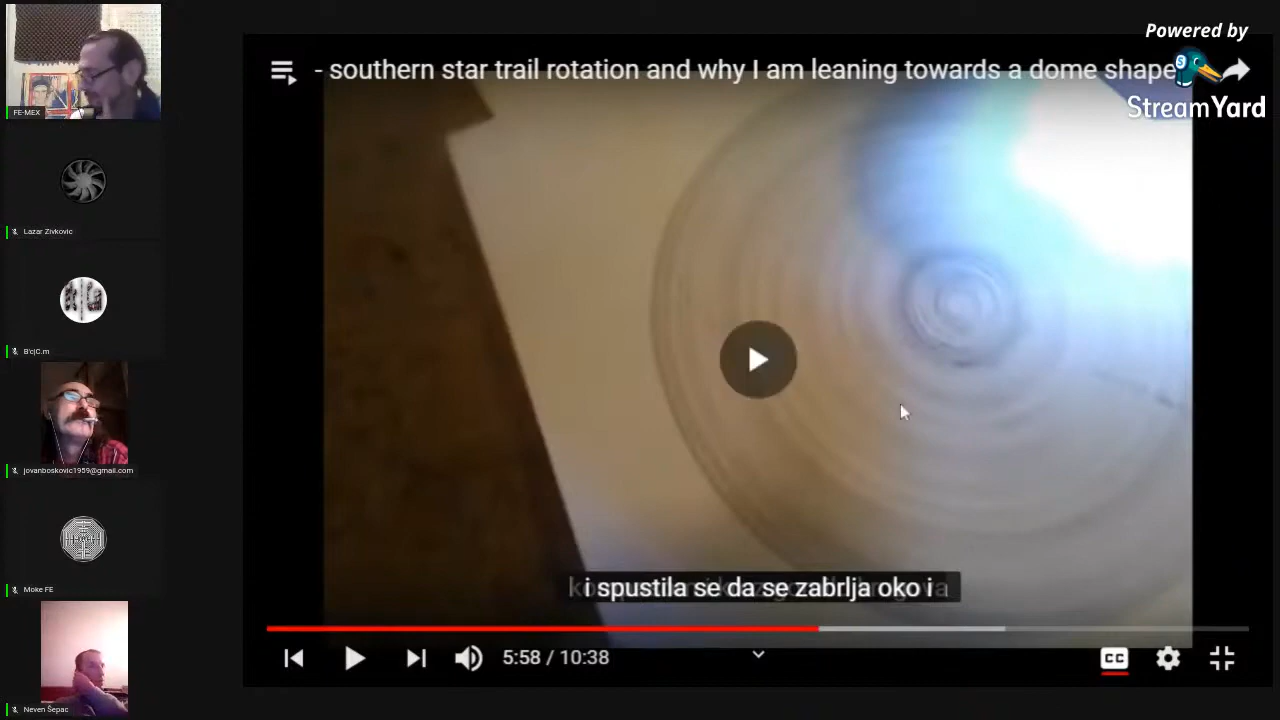 FE-MEX
Lazar Zivkovic
B'c|C.m
jovanboskovic1959@gmail.com
Moke FE
Neven Šepac
- southern star trail rotation and why I am leaning towards a dome shape
Powered by
StreamYard
i spustila se da se zabrlja oko i
5:58 / 10:38
CC